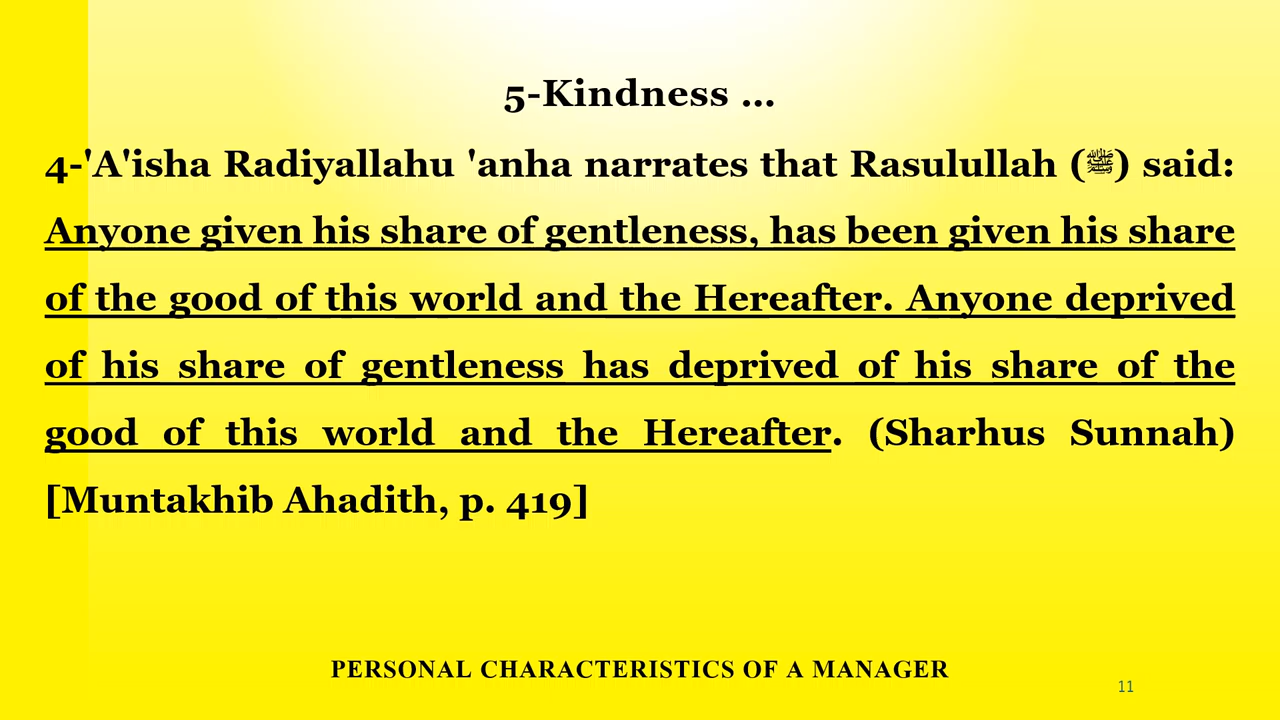 5-Kindness ...
4-'A'isha Radiyallahu 'anha narrates that Rasulullah (ﷺ) said:
Anyone given his share of gentleness, has been given his share
of the good of this world and the Hereafter. Anyone deprived
of his share of gentleness has deprived of his share of the
good of this world and the Hereafter. (Sharhus Sunnah)
[Muntakhib Ahadith, p. 419]
PERSONAL CHARACTERISTICS OF A MANAGER
11